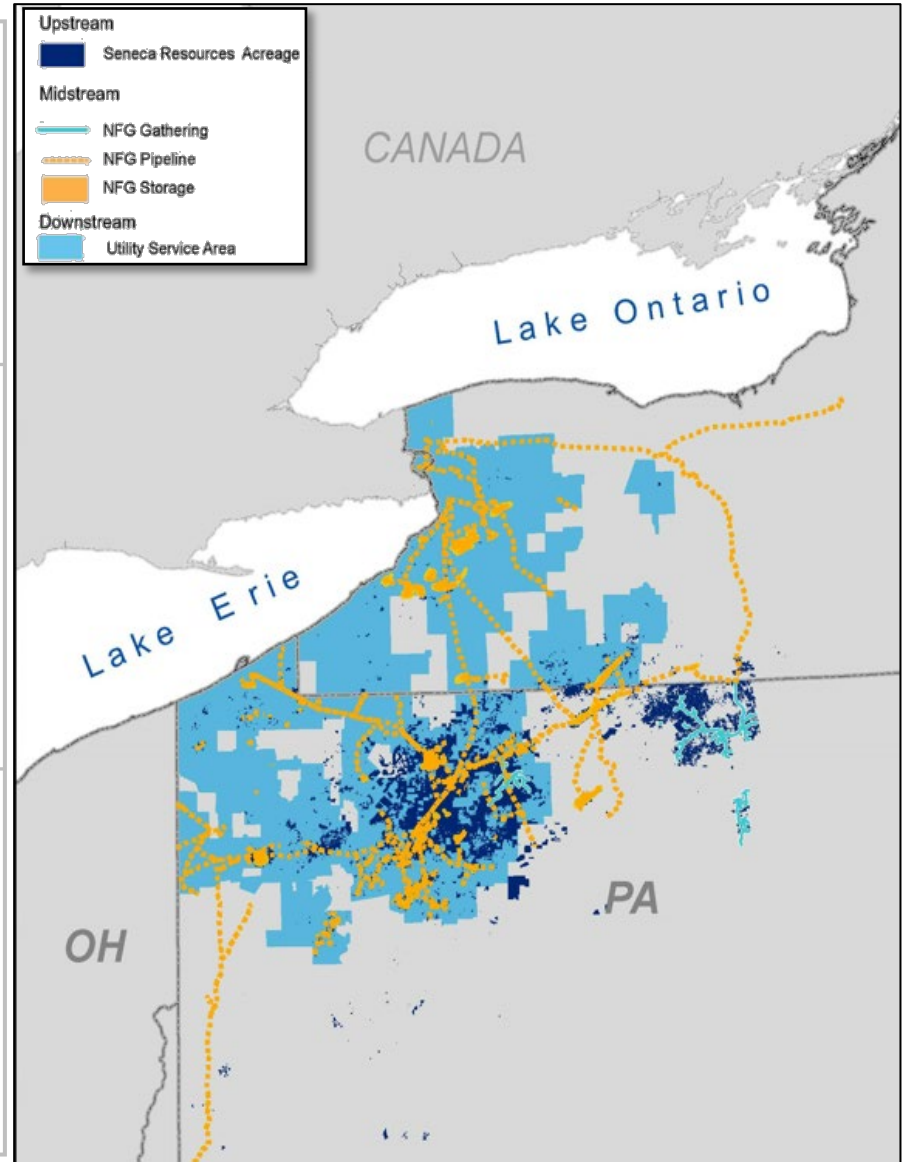 Upstream
Seneca Resources Acreage
Midstream
NFG Gathering
NFG Pipeline
NFG Storage
Downstream
Utility Service Area
CANADA
Lake Ontario
Lake Erie
PA
OH